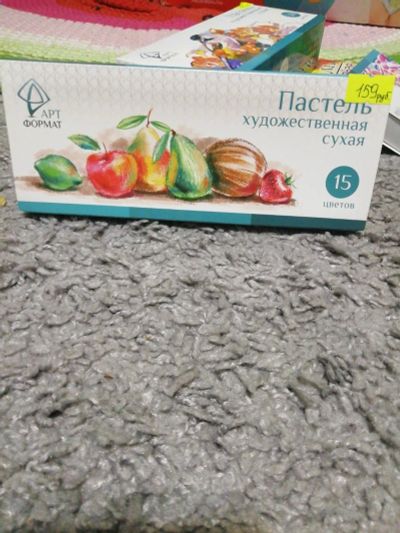 АРТ
ФОРМАТ
159 руб
Пастель
художественная
сухая
15
цветов